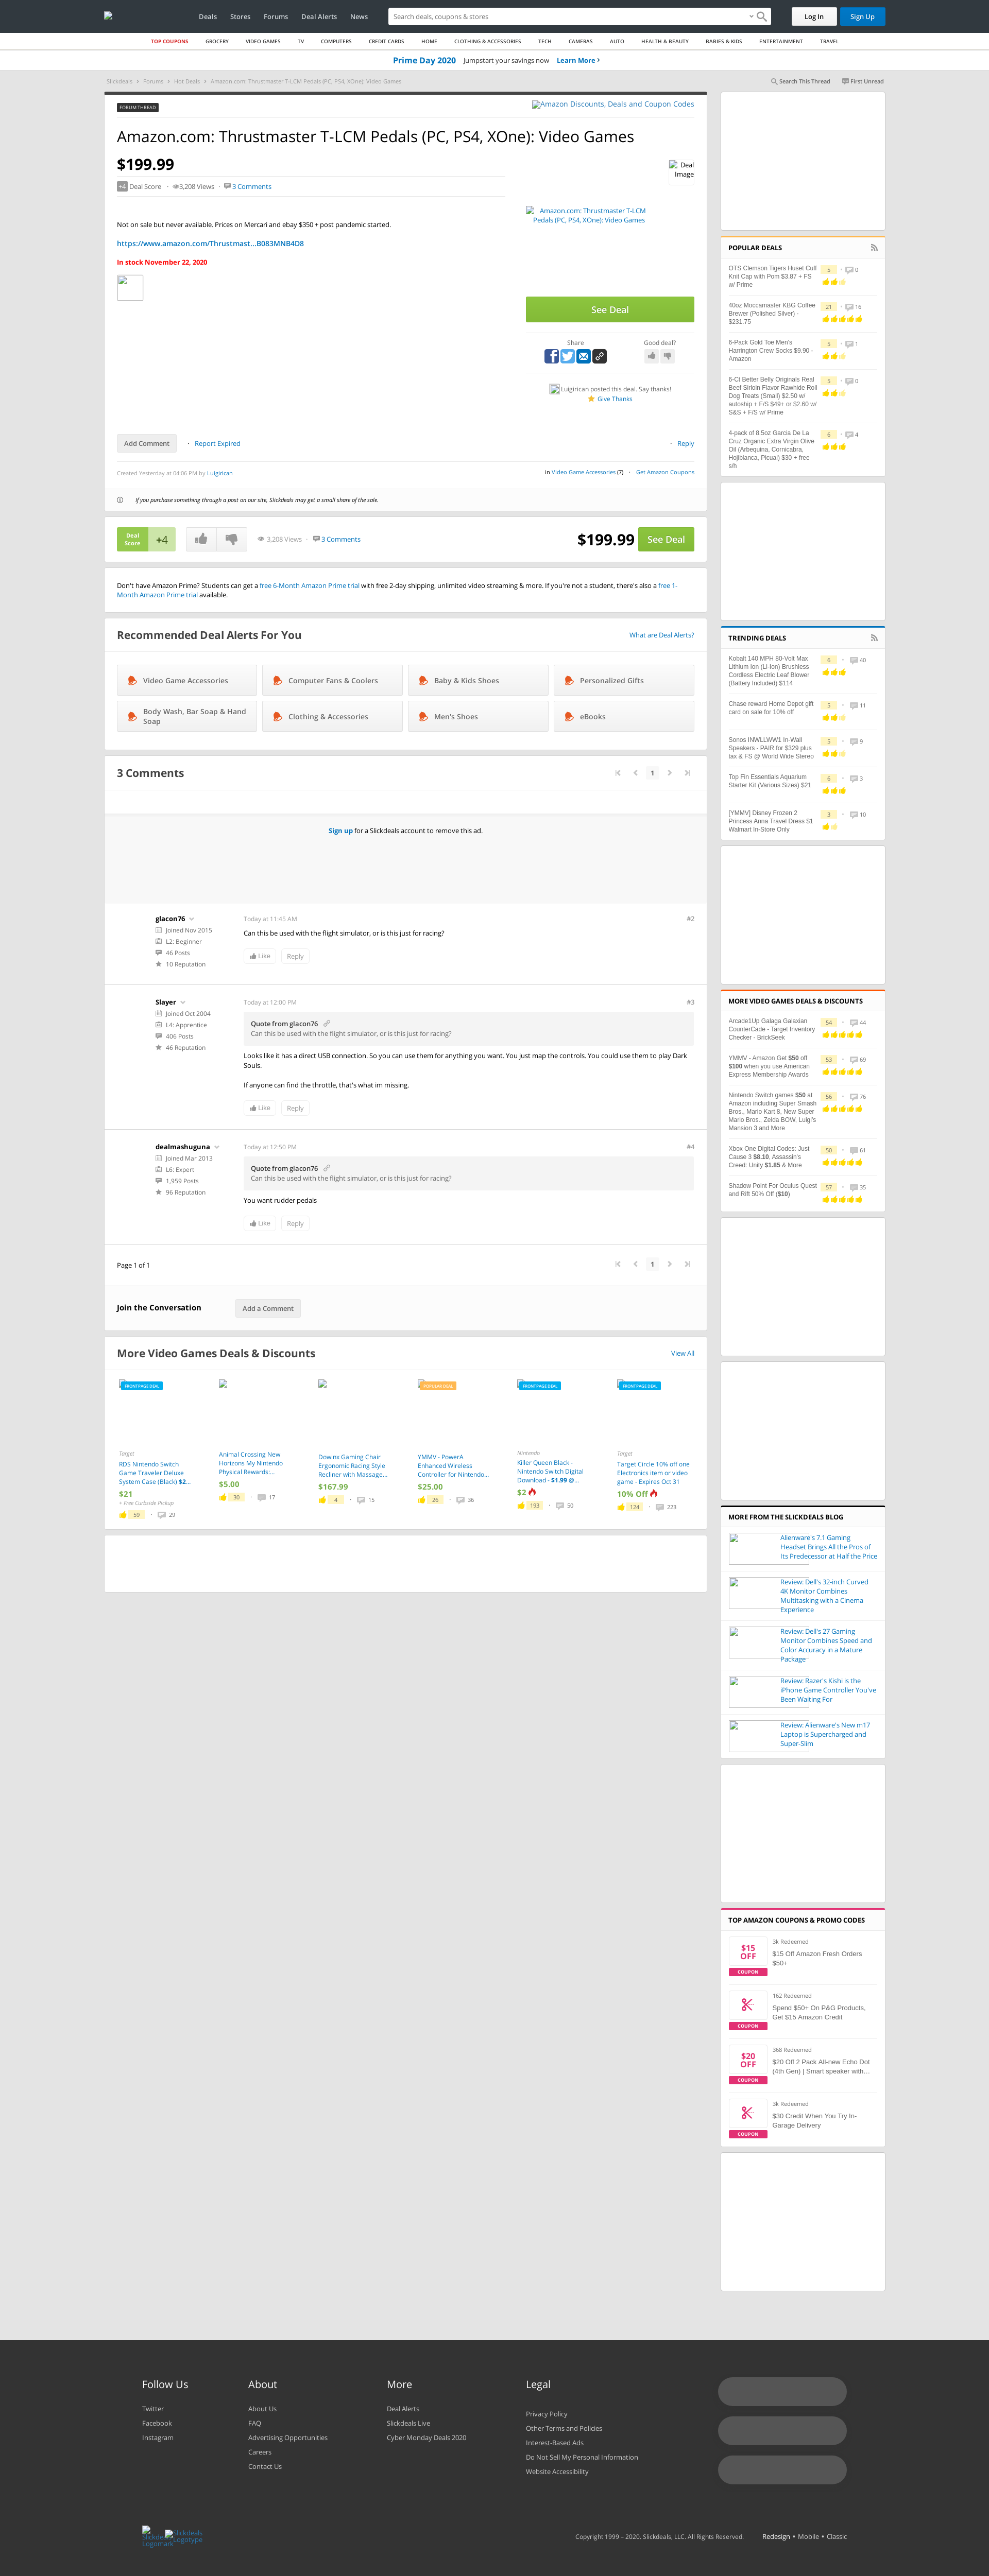 Deals Stores Forums Deal Alerts News Search deals, coupons & stores Log In Sign Up
TOP COUPONS GROCERY VIDEO GAMES TV COMPUTERS CREDIT CARDS HOME CLOTHING & ACCESSORIES TECH CAMERAS AUTO HEALTH & BEAUTY BABIES & KIDS ENTERTAINMENT TRAVEL
Prime Day 2020 Jumpstart your savings now Learn More
Slickdeals Forums Hot Deals Amazon.com: Thrustmaster T-LCM Pedals (PC, PS4, XOne): Video Games
Search This Thread First Unread
FORUM THREAD
Amazon Discounts, Deals and Coupon Codes
Amazon.com: Thrustmaster T-LCM Pedals (PC, PS4, XOne): Video Games
$199.99
Deal Image
+4 Deal Score 3,208 Views 3 Comments
Not on sale but never available. Prices on Mercari and ebay $350 + post pandemic started.
https://www.amazon.com/Thrustmast...B083MNB4D8
In stock November 22, 2020
Amazon.com: Thrustmaster T-LCM
Pedals (PC, PS4, XOne): Video Games
See Deal
Share Good deal?
Luigirican posted this deal. Say thanks!
Give Thanks
Add Comment Report Expired Reply
Created Yesterday at 04:06 PM by Luigirican
in Video Game Accessories (7) Get Amazon Coupons
If you purchase something through a post on our site, Slickdeals may get a small share of the sale.
Deal Score +4 3,208 Views 3 Comments $199.99 See Deal
Don't have Amazon Prime? Students can get a free 6-Month Amazon Prime trial with free 2-day shipping, unlimited video streaming & more. If you're not a student, there's also a free 1-
Month Amazon Prime trial available.
Recommended Deal Alerts For You What are Deal Alerts?
Video Game Accessories Computer Fans & Coolers Baby & Kids Shoes Personalized Gifts
Body Wash, Bar Soap & Hand Soap Clothing & Accessories Men's Shoes eBooks
3 Comments 1
Sign up for a Slickdeals account to remove this ad.
glacon76 Today at 11:45 AM #2
Joined Nov 2015
L2: Beginner
46 Posts
10 Reputation
Can this be used with the flight simulator, or is this just for racing?
Like Reply
Slayer Today at 12:00 PM #3
Joined Oct 2004
L4: Apprentice
406 Posts
46 Reputation
Quote from glacon76
Can this be used with the flight simulator, or is this just for racing?
Looks like it has a direct USB connection. So you can use them for anything you want. You just map the controls. You could use them to play Dark
Souls.
If anyone can find the throttle, that's what im missing.
Like Reply
dealmashuguna Today at 12:50 PM #4
Joined Mar 2013
L6: Expert
1,959 Posts
96 Reputation
Quote from glacon76
Can this be used with the flight simulator, or is this just for racing?
You want rudder pedals
Like Reply
Page 1 of 1 1
Join the Conversation Add a Comment
More Video Games Deals & Discounts View All
FRONTPAGE DEAL
Target
RDS Nintendo Switch
Game Traveler Deluxe
System Case (Black) $2...
$21
+ Free Curbside Pickup
59 29
Animal Crossing New
Horizons My Nintendo
Physical Rewards:...
$5.00
30 17
Dowinx Gaming Chair
Ergonomic Racing Style
Recliner with Massage...
$167.99
4 15
POPULAR DEAL
YMMV - PowerA
Enhanced Wireless
Controller for Nintendo...
$25.00
26 36
FRONTPAGE DEAL
Nintendo
Killer Queen Black -
Nintendo Switch Digital
Download - $1.99 @...
$2
193 50
FRONTPAGE DEAL
Target
Target Circle 10% off one
Electronics item or video
game - Expires Oct 31
10% Off
124 223
POPULAR DEALS
OTS Clemson Tigers Huset Cuff
Knit Cap with Pom $3.87 + FS
w/ Prime
5 0
40oz Moccamaster KBG Coffee
Brewer (Polished Silver) -
$231.75
21 16
6-Pack Gold Toe Men's
Harrington Crew Socks $9.90 -
Amazon
5 1
6-Ct Better Belly Originals Real
Beef Sirloin Flavor Rawhide Roll
Dog Treats (Small) $2.50 w/
autoship + F/S $49+ or $2.60 w/
S&S + F/S w/ Prime
5 0
4-pack of 8.5oz Garcia De La
Cruz Organic Extra Virgin Olive
Oil (Arbequina, Cornicabra,
Hojiblanca, Picual) $30 + free
s/h
6 4
TRENDING DEALS
Kobalt 140 MPH 80-Volt Max
Lithium Ion (Li-Ion) Brushless
Cordless Electric Leaf Blower
(Battery Included) $114
6 40
Chase reward Home Depot gift
card on sale for 10% off
5 11
Sonos INWLLWW1 In-Wall
Speakers - PAIR for $329 plus
tax & FS @ World Wide Stereo
5 9
Top Fin Essentials Aquarium
Starter Kit (Various Sizes) $21
6 3
[YMMV] Disney Frozen 2
Princess Anna Travel Dress $1
Walmart In-Store Only
3 10
MORE VIDEO GAMES DEALS & DISCOUNTS
Arcade1Up Galaga Galaxian
CounterCade - Target Inventory
Checker - BrickSeek
54 44
YMMV - Amazon Get $50 off
$100 when you use American
Express Membership Awards
53 69
Nintendo Switch games $50 at
Amazon including Super Smash
Bros., Mario Kart 8, New Super
Mario Bros., Zelda BOW, Luigi's
Mansion 3 and More
56 76
Xbox One Digital Codes: Just
Cause 3 $8.10, Assassin's
Creed: Unity $1.85 & More
50 61
Shadow Point For Oculus Quest
and Rift 50% Off ($10)
57 35
MORE FROM THE SLICKDEALS BLOG
Alienware's 7.1 Gaming
Headset Brings All the Pros of
Its Predecessor at Half the Price
Review: Dell's 32-inch Curved
4K Monitor Combines
Multitasking with a Cinema
Experience
Review: Dell's 27 Gaming
Monitor Combines Speed and
Color Accuracy in a Mature
Package
Review: Razer's Kishi is the
iPhone Game Controller You've
Been Waiting For
Review: Alienware's New m17
Laptop is Supercharged and
Super-Slim
TOP AMAZON COUPONS & PROMO CODES
$15 OFF
COUPON
3k Redeemed
$15 Off Amazon Fresh Orders
$50+
COUPON
162 Redeemed
Spend $50+ On P&G Products,
Get $15 Amazon Credit
$20 OFF
COUPON
368 Redeemed
$20 Off 2 Pack All-new Echo Dot
(4th Gen) | Smart speaker with...
COUPON
3k Redeemed
$30 Credit When You Try In-
Garage Delivery
Follow Us
Twitter
Facebook
Instagram
About
About Us
FAQ
Advertising Opportunities
Careers
Contact Us
More
Deal Alerts
Slickdeals Live
Cyber Monday Deals 2020
Legal
Privacy Policy
Other Terms and Policies
Interest-Based Ads
Do Not Sell My Personal Information
Website Accessibility
Slickdeals Logomark Slickdeals Logotype
Copyright 1999 – 2020. Slickdeals, LLC. All Rights Reserved. Redesign • Mobile • Classic